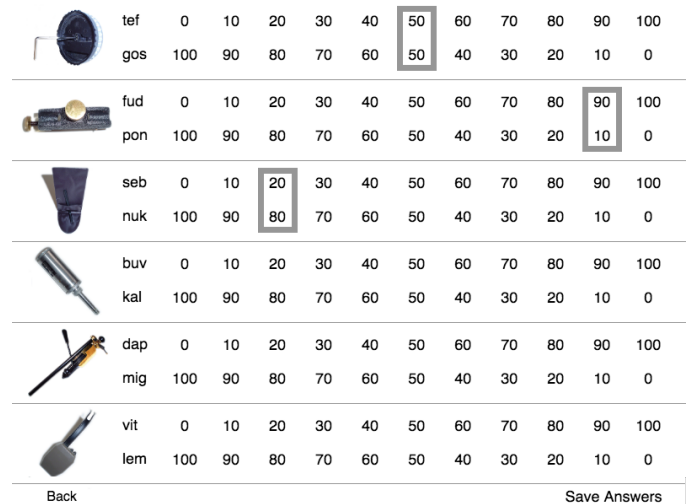 tef 0 10 20 30 40 50 60 70 80 90 100
gos 100 90 80 70 60 50 40 30 20 10 0
fud 0 10 20 30 40 50 60 70 80 90 100
pon 100 90 80 70 60 50 40 30 20 10 0
seb 0 10 20 30 40 50 60 70 80 90 100
nuk 100 90 80 70 60 50 40 30 20 10 0
buv 0 10 20 30 40 50 60 70 80 90 100
kal 100 90 80 70 60 50 40 30 20 10 0
dap 0 10 20 30 40 50 60 70 80 90 100
mig 100 90 80 70 60 50 40 30 20 10 0
vit 0 10 20 30 40 50 60 70 80 90 100
lem 100 90 80 70 60 50 40 30 20 10 0
Back Save Answers